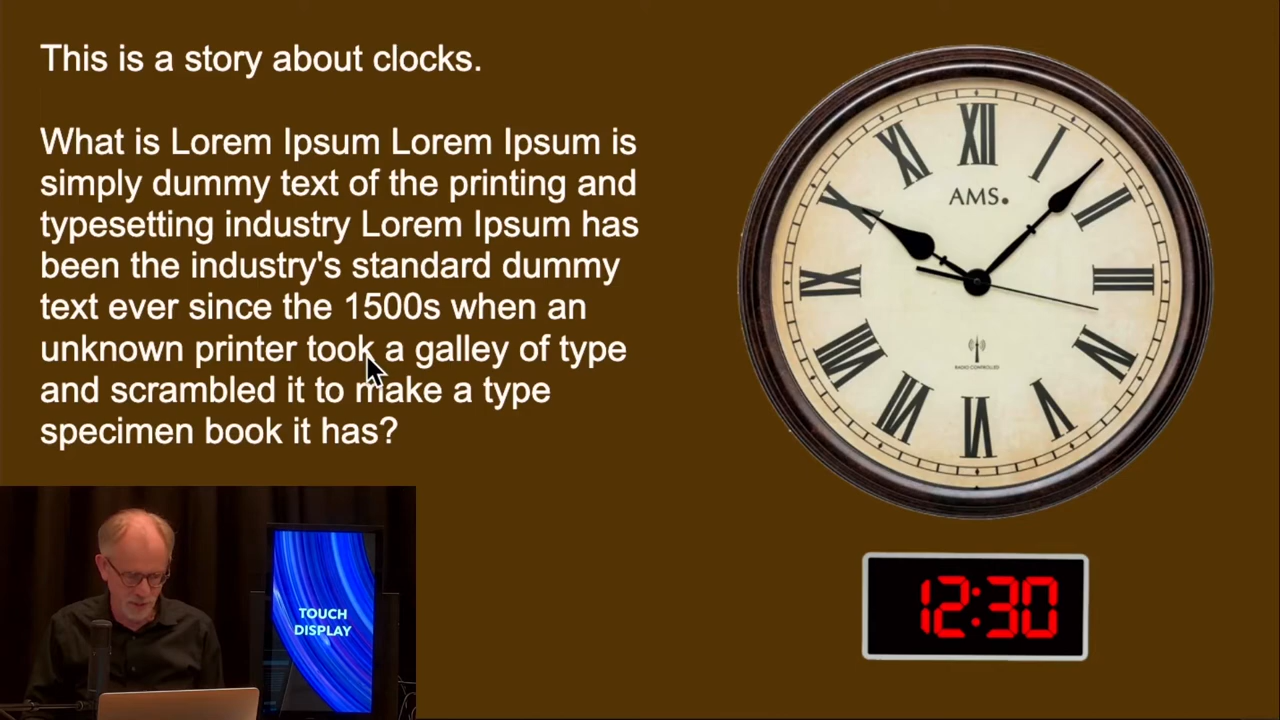 This is a story about clocks.
What is Lorem Ipsum Lorem Ipsum is
simply dummy text of the printing and
typesetting industry Lorem Ipsum has
been the industry's standard dummy
text ever since the 1500s when an
unknown printer took a galley of type
and scrambled it to make a type
specimen book it has?
XII
I
II
III
IIII
V
VI
VII
VIII
IX
X
XI
AMS.
RADIO CONTROLLED
12:30
TOUCH
DISPLAY